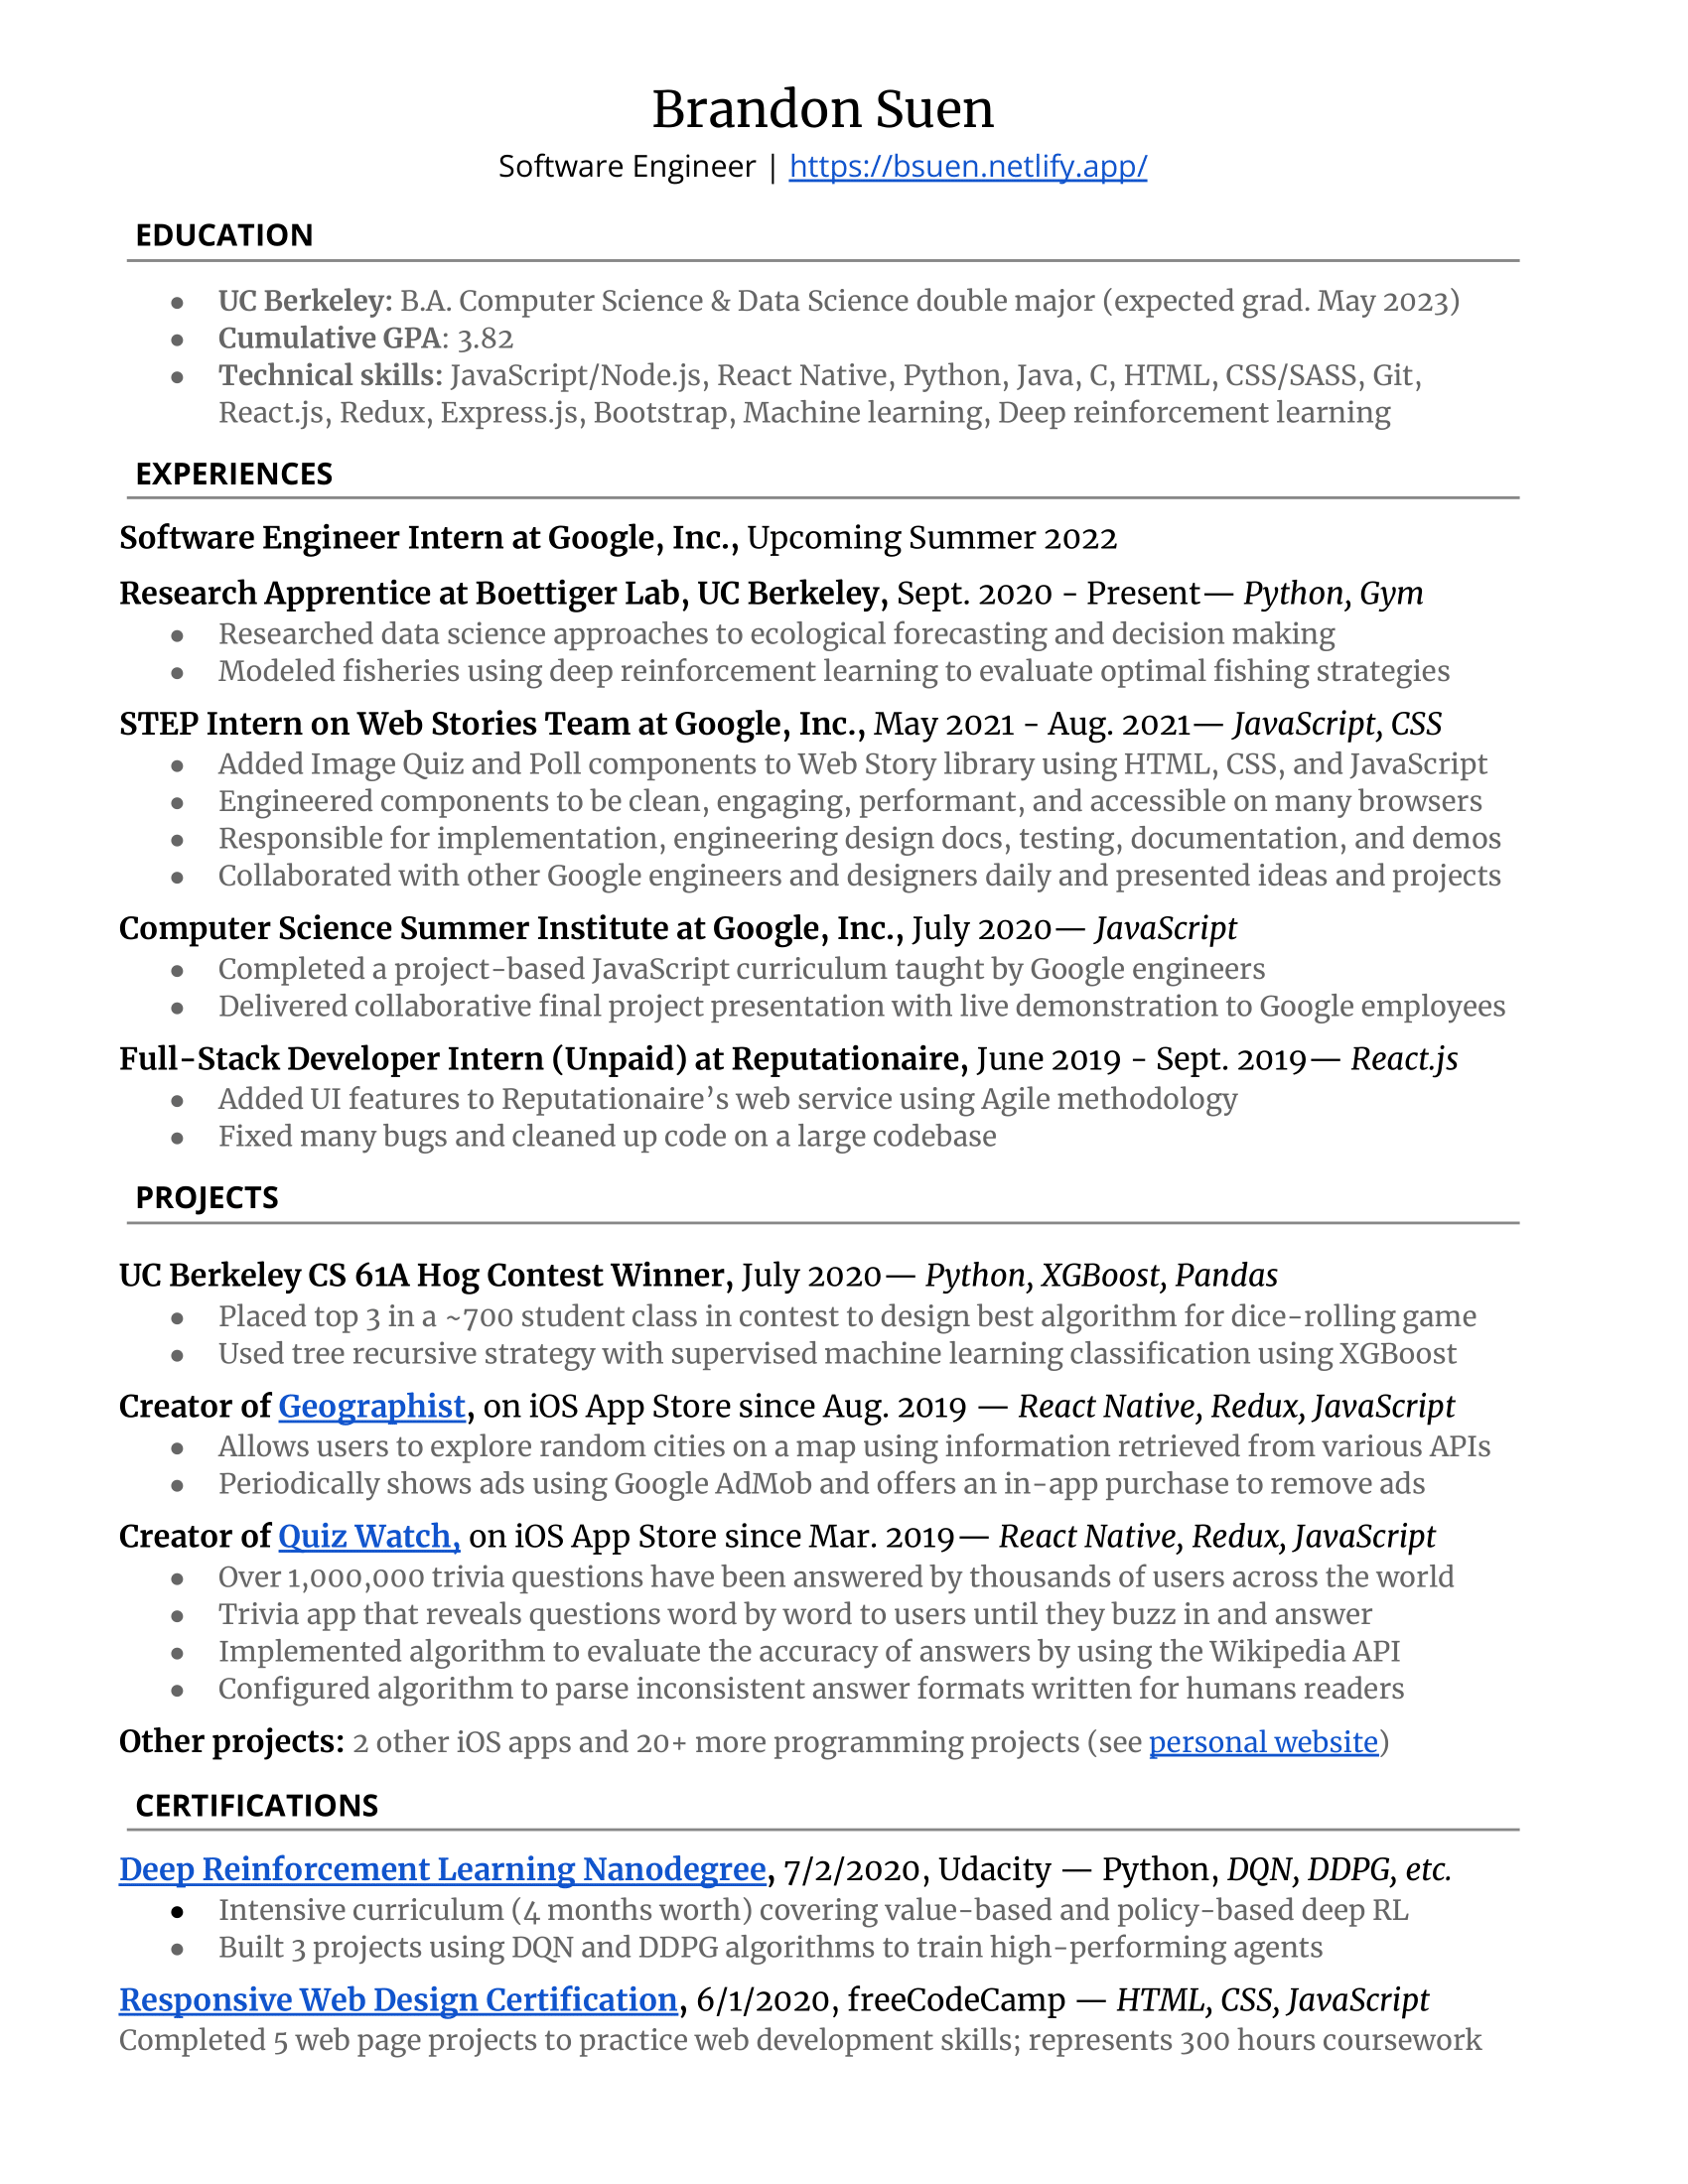 Brandon Suen
Software Engineer | https://bsuen.netlify.app/
EDUCATION
● UC Berkeley: B.A. Computer Science & Data Science double major (expected grad. May 2023)
● Cumulative GPA: 3.82
● Technical skills: JavaScript/Node.js, React Native, Python, Java, C, HTML, CSS/SASS, Git,
React.js, Redux, Express.js, Bootstrap, Machine learning, Deep reinforcement learning
EXPERIENCES
Software Engineer Intern at Google, Inc., Upcoming Summer 2022
Research Apprentice at Boettiger Lab, UC Berkeley, Sept. 2020 - Present— Python, Gym
● Researched data science approaches to ecological forecasting and decision making
● Modeled fisheries using deep reinforcement learning to evaluate optimal fishing strategies
STEP Intern on Web Stories Team at Google, Inc., May 2021 - Aug. 2021— JavaScript, CSS
● Added Image Quiz and Poll components to Web Story library using HTML, CSS, and JavaScript
● Engineered components to be clean, engaging, performant, and accessible on many browsers
● Responsible for implementation, engineering design docs, testing, documentation, and demos
● Collaborated with other Google engineers and designers daily and presented ideas and projects
Computer Science Summer Institute at Google, Inc., July 2020— JavaScript
● Completed a project-based JavaScript curriculum taught by Google engineers
● Delivered collaborative final project presentation with live demonstration to Google employees
Full-Stack Developer Intern (Unpaid) at Reputationaire, June 2019 - Sept. 2019— React.js
● Added UI features to Reputationaire’s web service using Agile methodology
● Fixed many bugs and cleaned up code on a large codebase
PROJECTS
UC Berkeley CS 61A Hog Contest Winner, July 2020— Python, XGBoost, Pandas
● Placed top 3 in a ~700 student class in contest to design best algorithm for dice-rolling game
● Used tree recursive strategy with supervised machine learning classification using XGBoost
Creator of Geographist, on iOS App Store since Aug. 2019 — React Native, Redux, JavaScript
● Allows users to explore random cities on a map using information retrieved from various APIs
● Periodically shows ads using Google AdMob and offers an in-app purchase to remove ads
Creator of Quiz Watch, on iOS App Store since Mar. 2019— React Native, Redux, JavaScript
● Over 1,000,000 trivia questions have been answered by thousands of users across the world
● Trivia app that reveals questions word by word to users until they buzz in and answer
● Implemented algorithm to evaluate the accuracy of answers by using the Wikipedia API
● Configured algorithm to parse inconsistent answer formats written for humans readers
Other projects: 2 other iOS apps and 20+ more programming projects (see personal website)
CERTIFICATIONS
Deep Reinforcement Learning Nanodegree, 7/2/2020, Udacity — Python, DQN, DDPG, etc.
● Intensive curriculum (4 months worth) covering value-based and policy-based deep RL
● Built 3 projects using DQN and DDPG algorithms to train high-performing agents
Responsive Web Design Certification, 6/1/2020, freeCodeCamp — HTML, CSS, JavaScript
Completed 5 web page projects to practice web development skills; represents 300 hours coursework